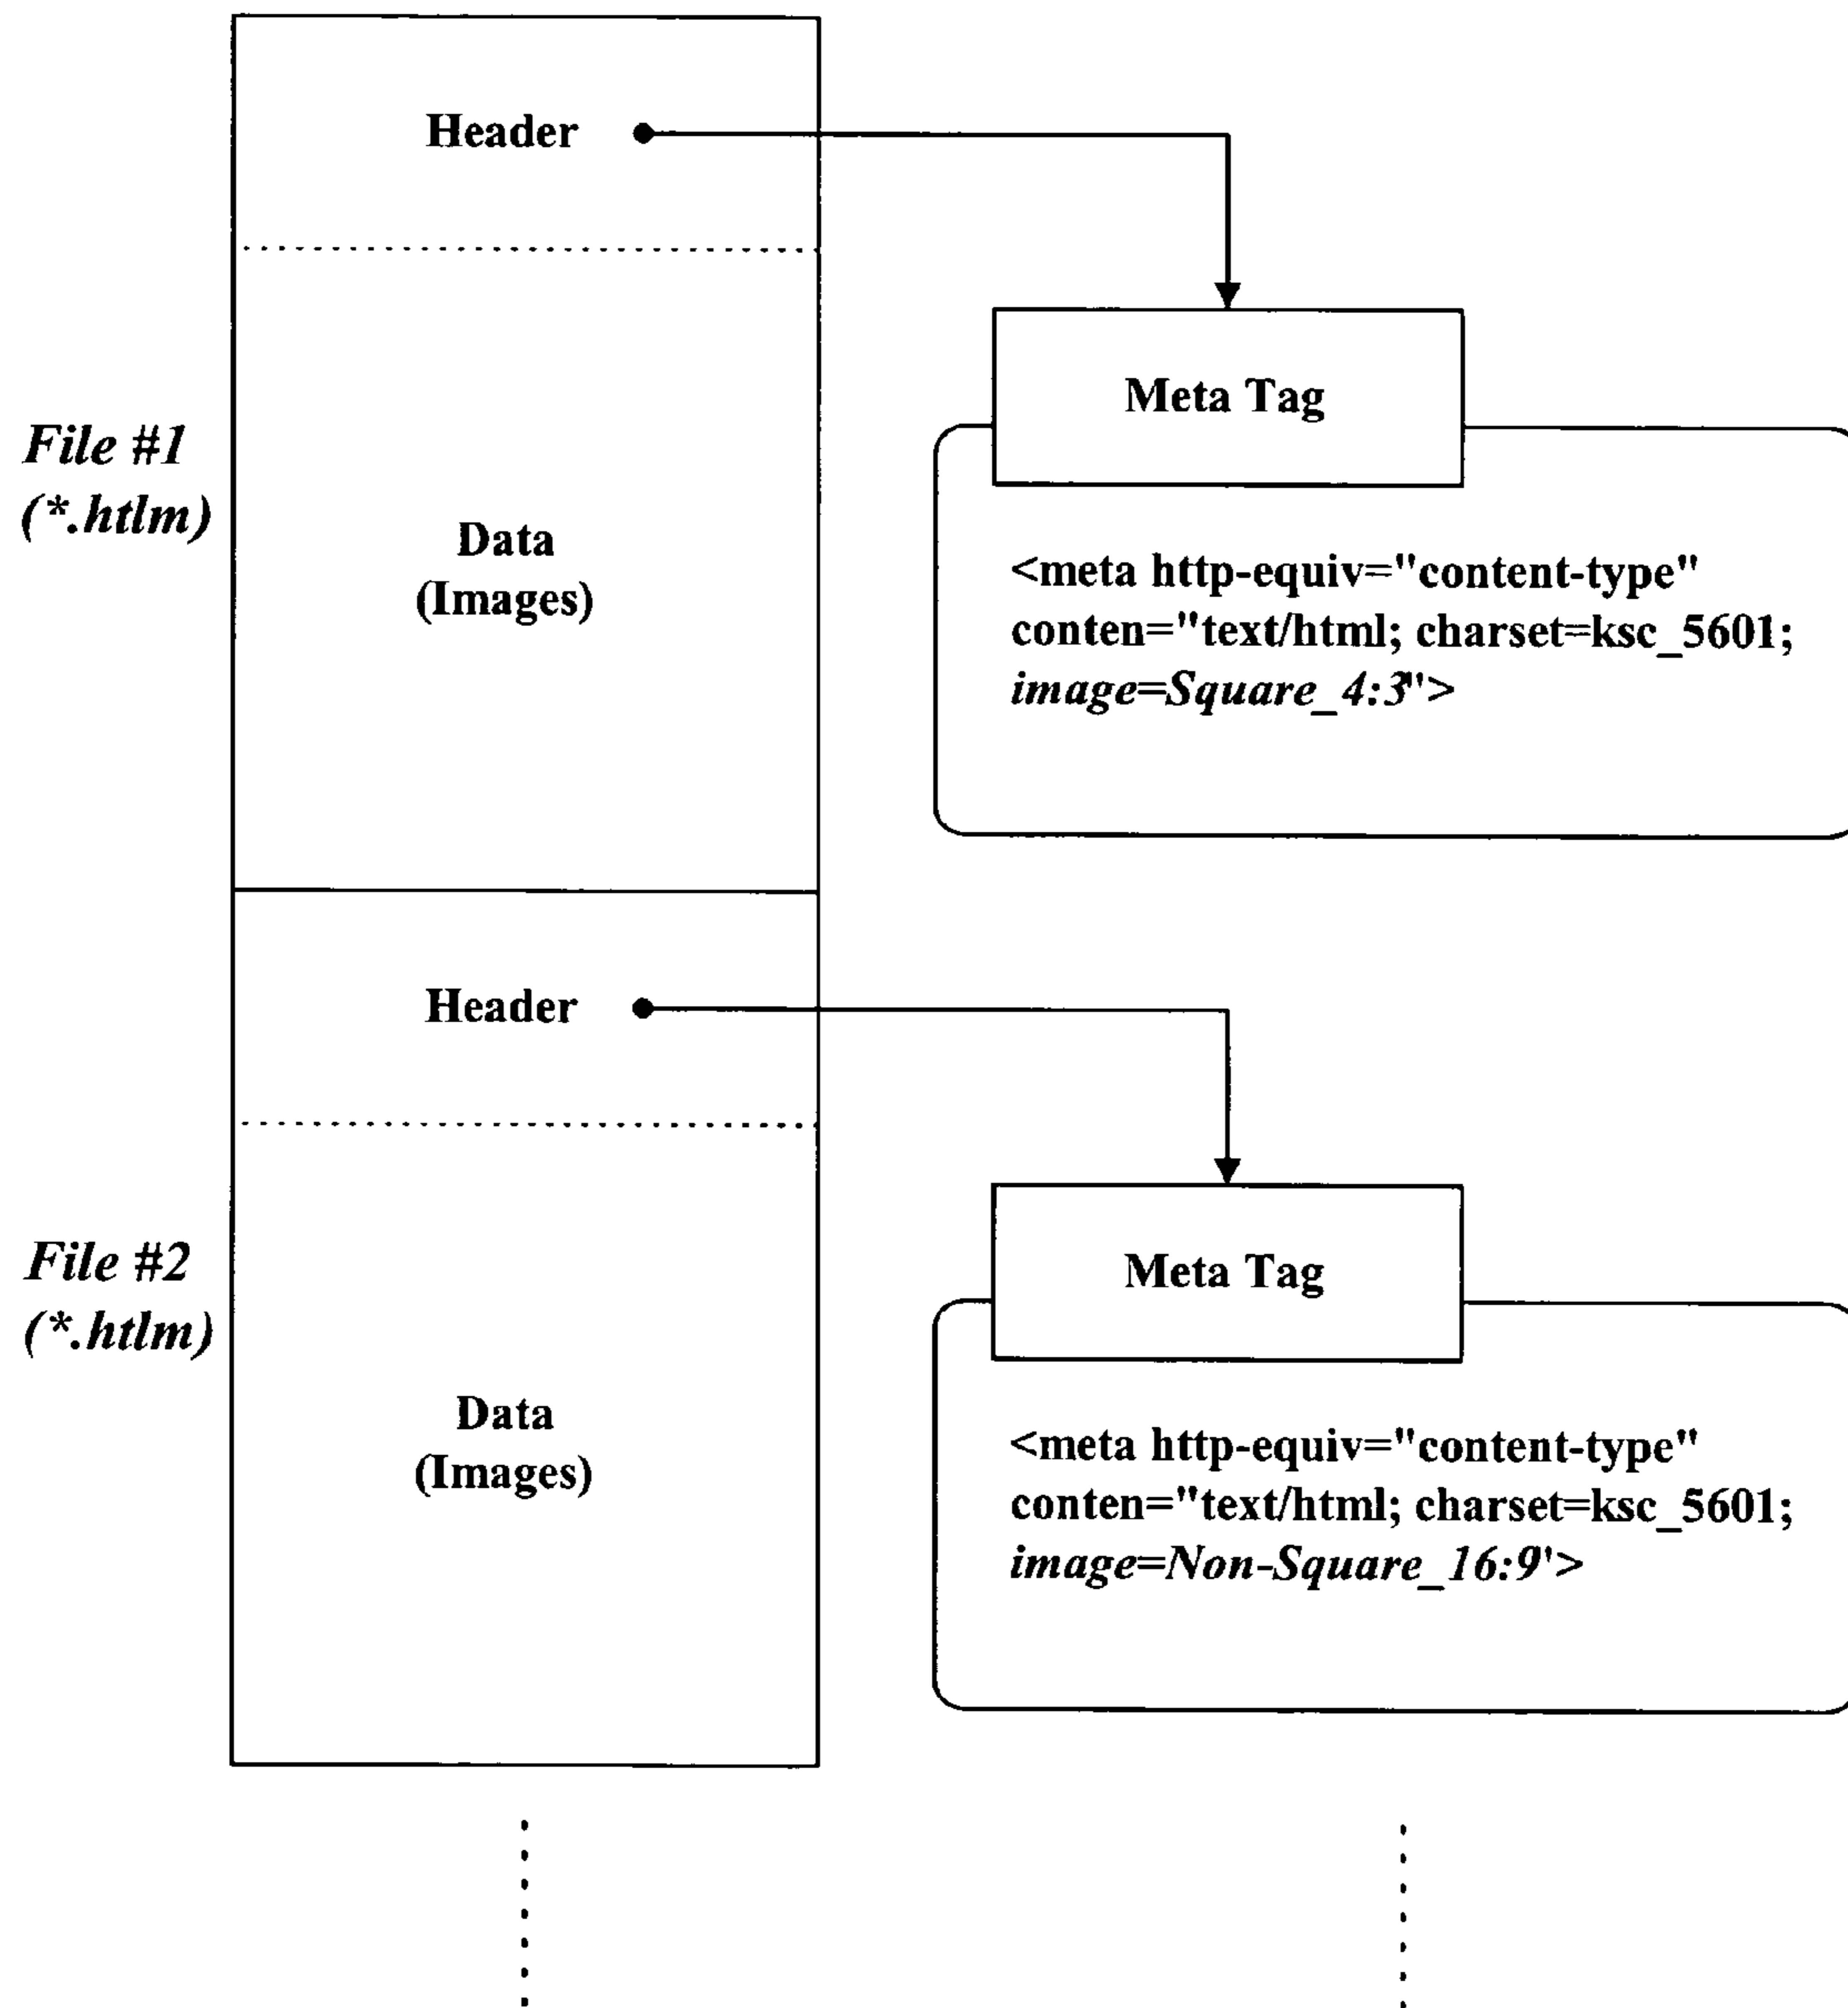 Header
Meta Tag
File #1
(*.htlm)
Data
(Images)
<meta http-equiv="content-type"
conten="text/html; charset=ksc_5601;
image=Square_4:3">
Header
Meta Tag
File #2
(*.htlm)
Data
(Images)
<meta http-equiv="content-type"
conten="text/html; charset=ksc_5601;
image=Non-Square_16:9'>